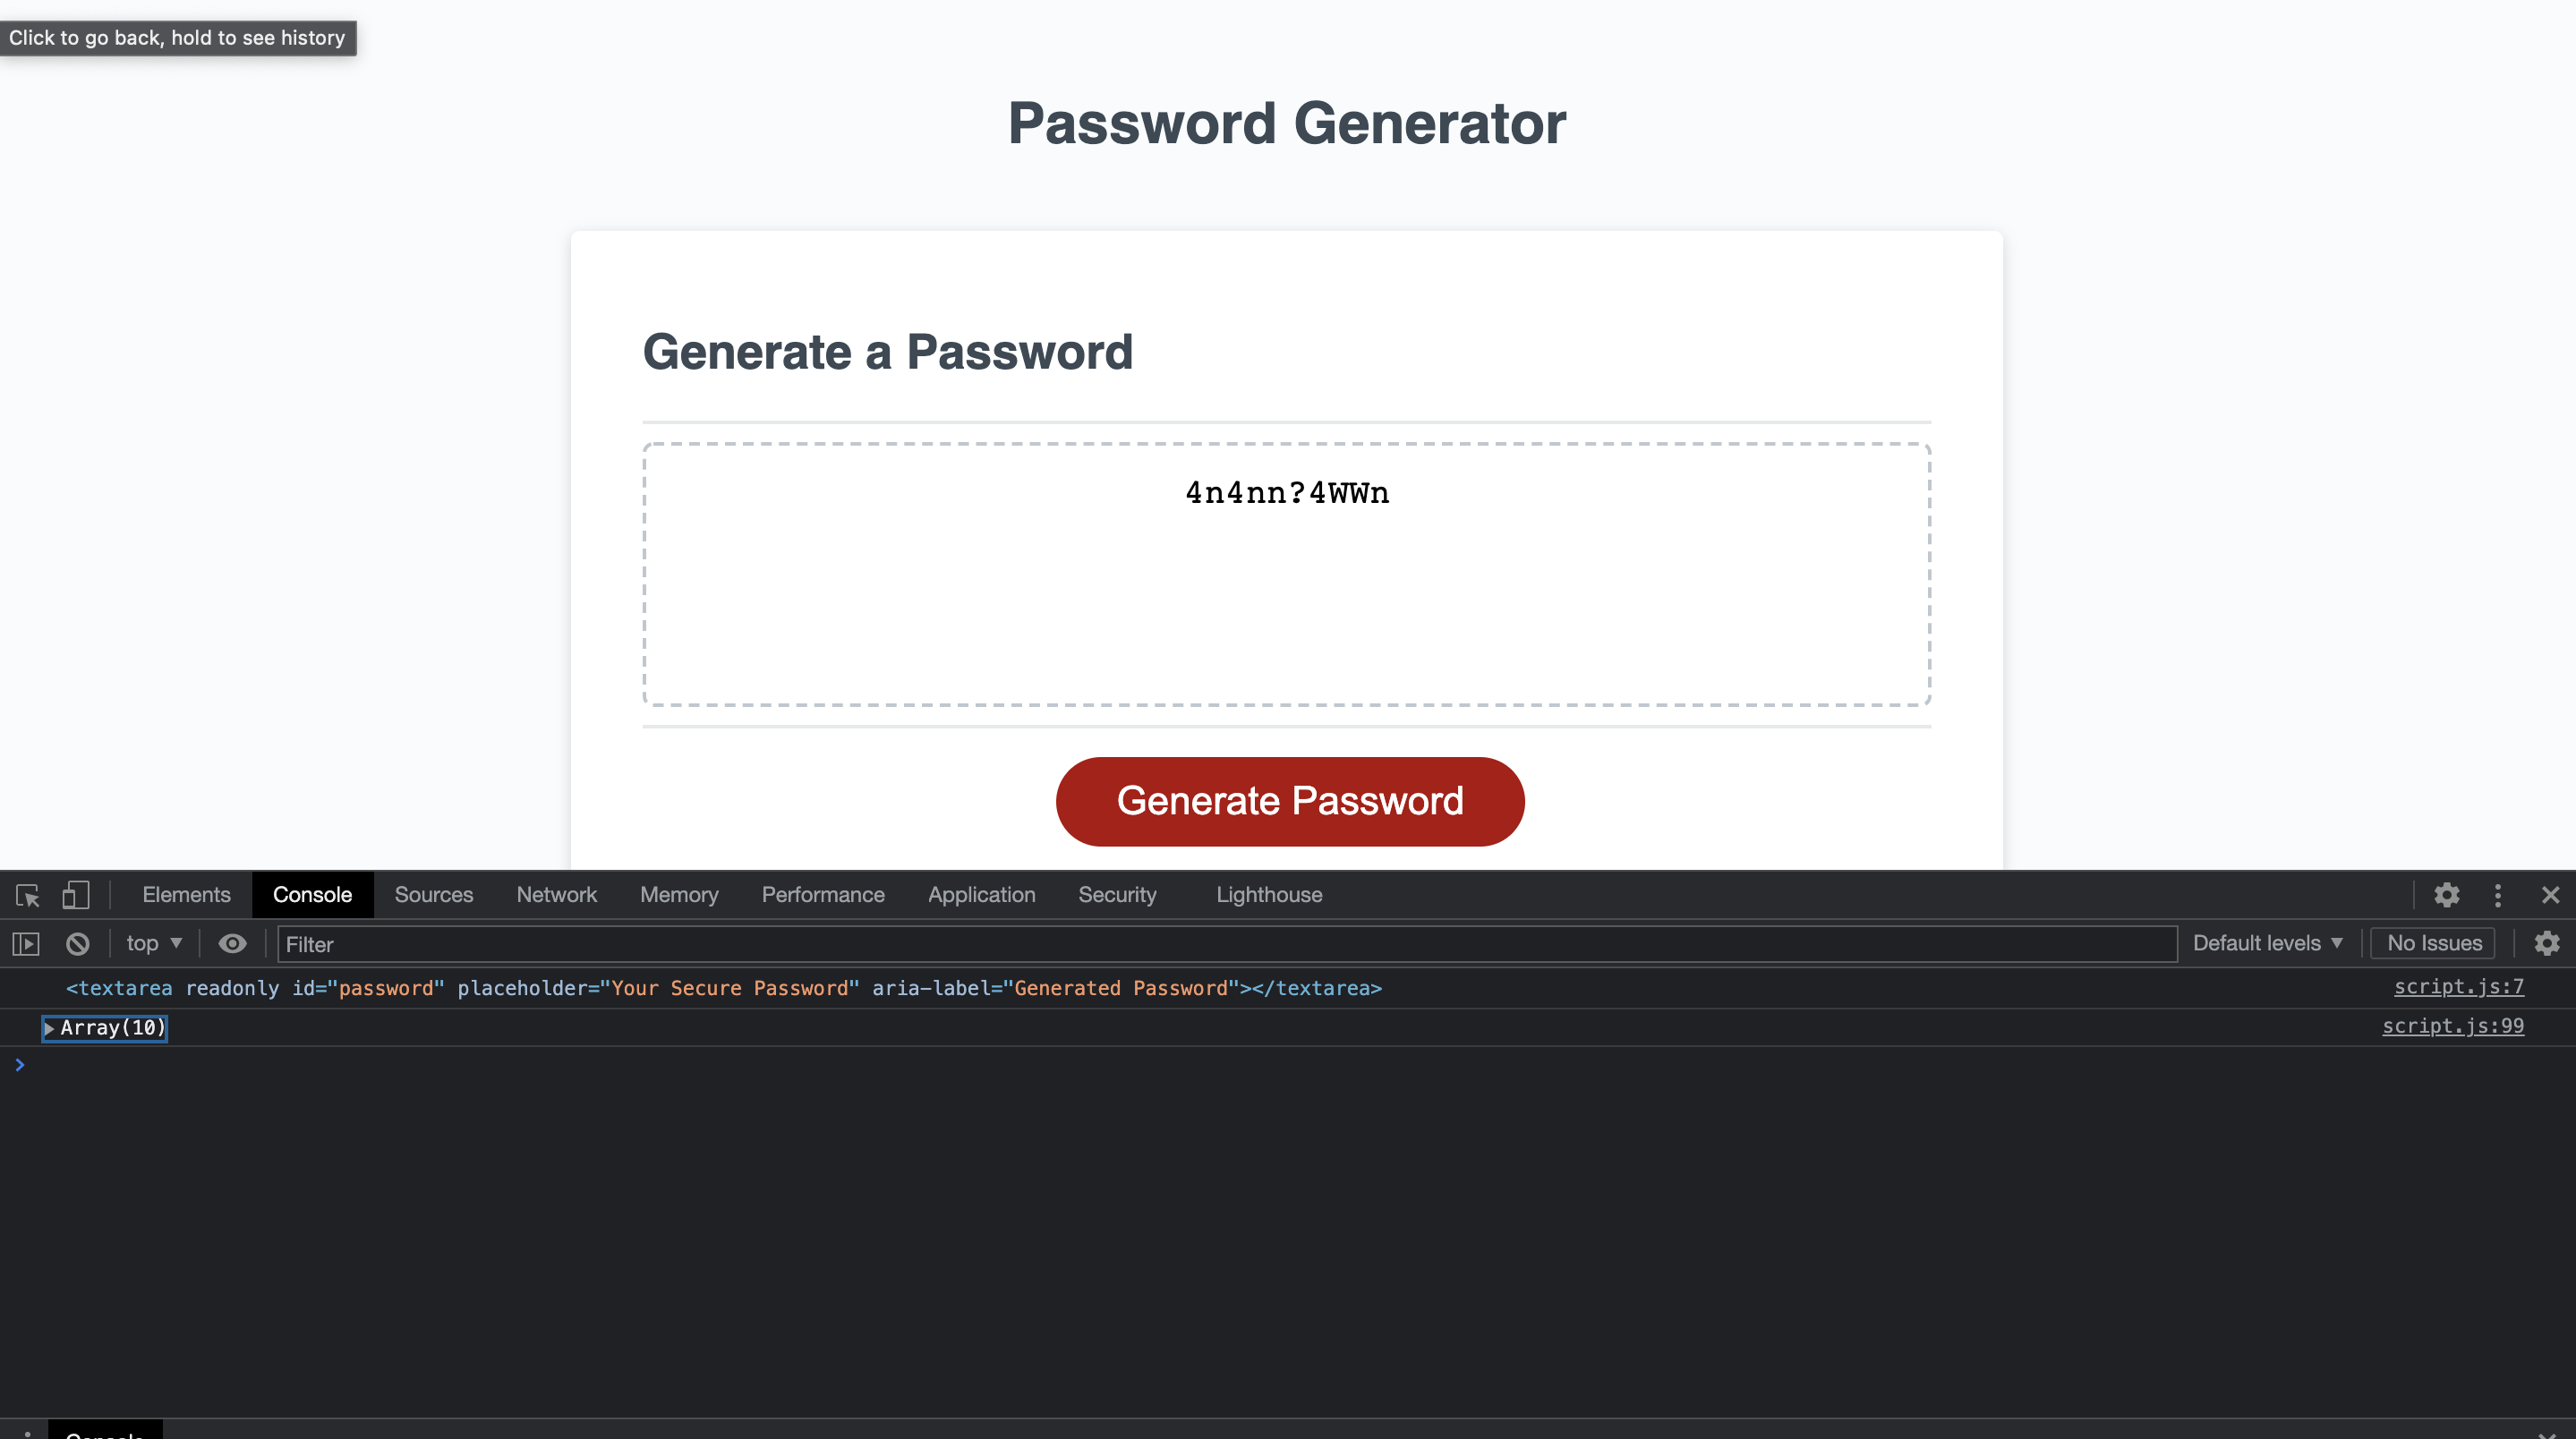 Click to go back, hold to see history
Password Generator
Generate a Password
4n4nn?4WWn
Generate Password
Elements Console Sources Network Memory Performance Application Security Lighthouse
top Filter Default levels No Issues
<textarea readonly id="password" placeholder="Your Secure Password" aria-label="Generated Password"></textarea> script.js:7
Array(10) script.js:99
Console